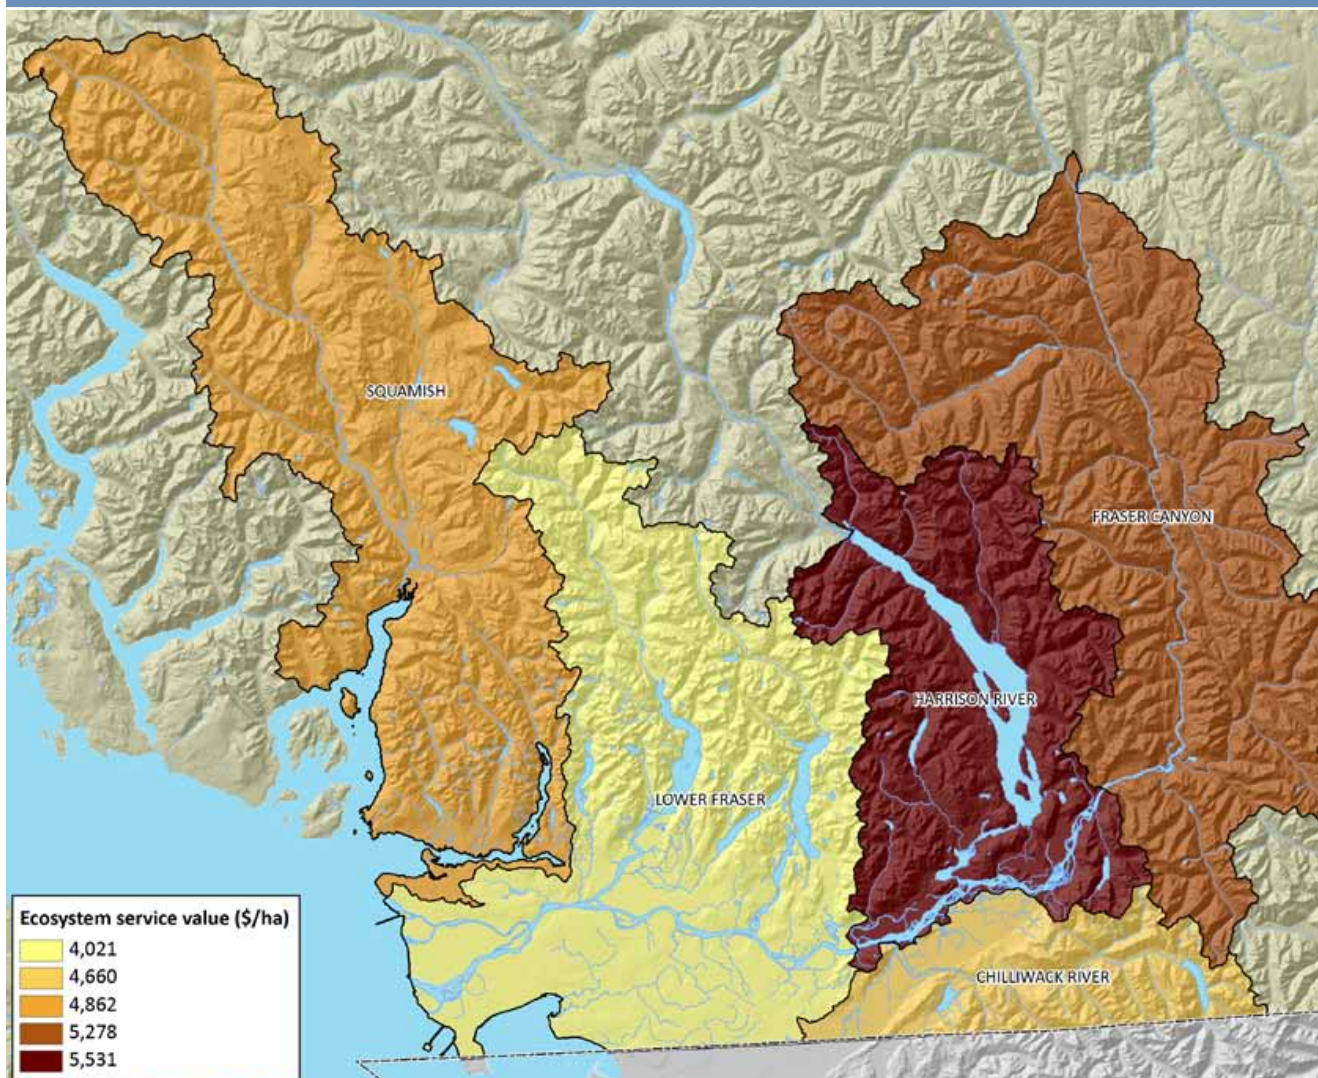 SQUAMISH
FRASER CANYON
HARRISON RIVER
LOWER FRASER
CHILLIWACK RIVER
Ecosystem service value ($/ha)
4,021
4,660
4,862
5,278
5,531